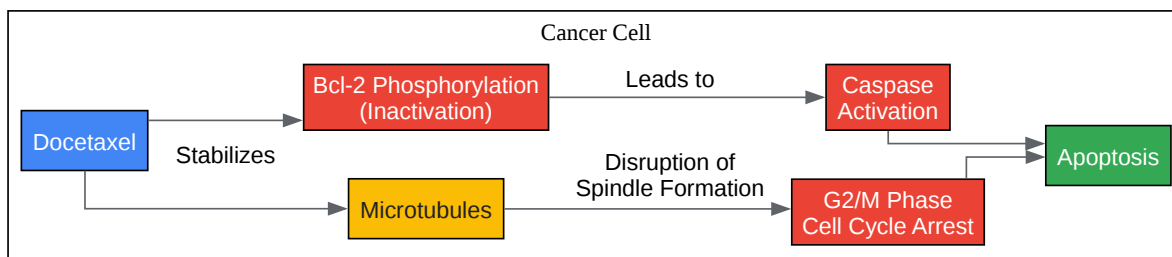 Cancer Cell
Docetaxel
Stabilizes
Bcl-2 Phosphorylation
(Inactivation)
Leads to
Caspase
Activation
Microtubules
Disruption of
Spindle Formation
G2/M Phase
Cell Cycle Arrest
Apoptosis